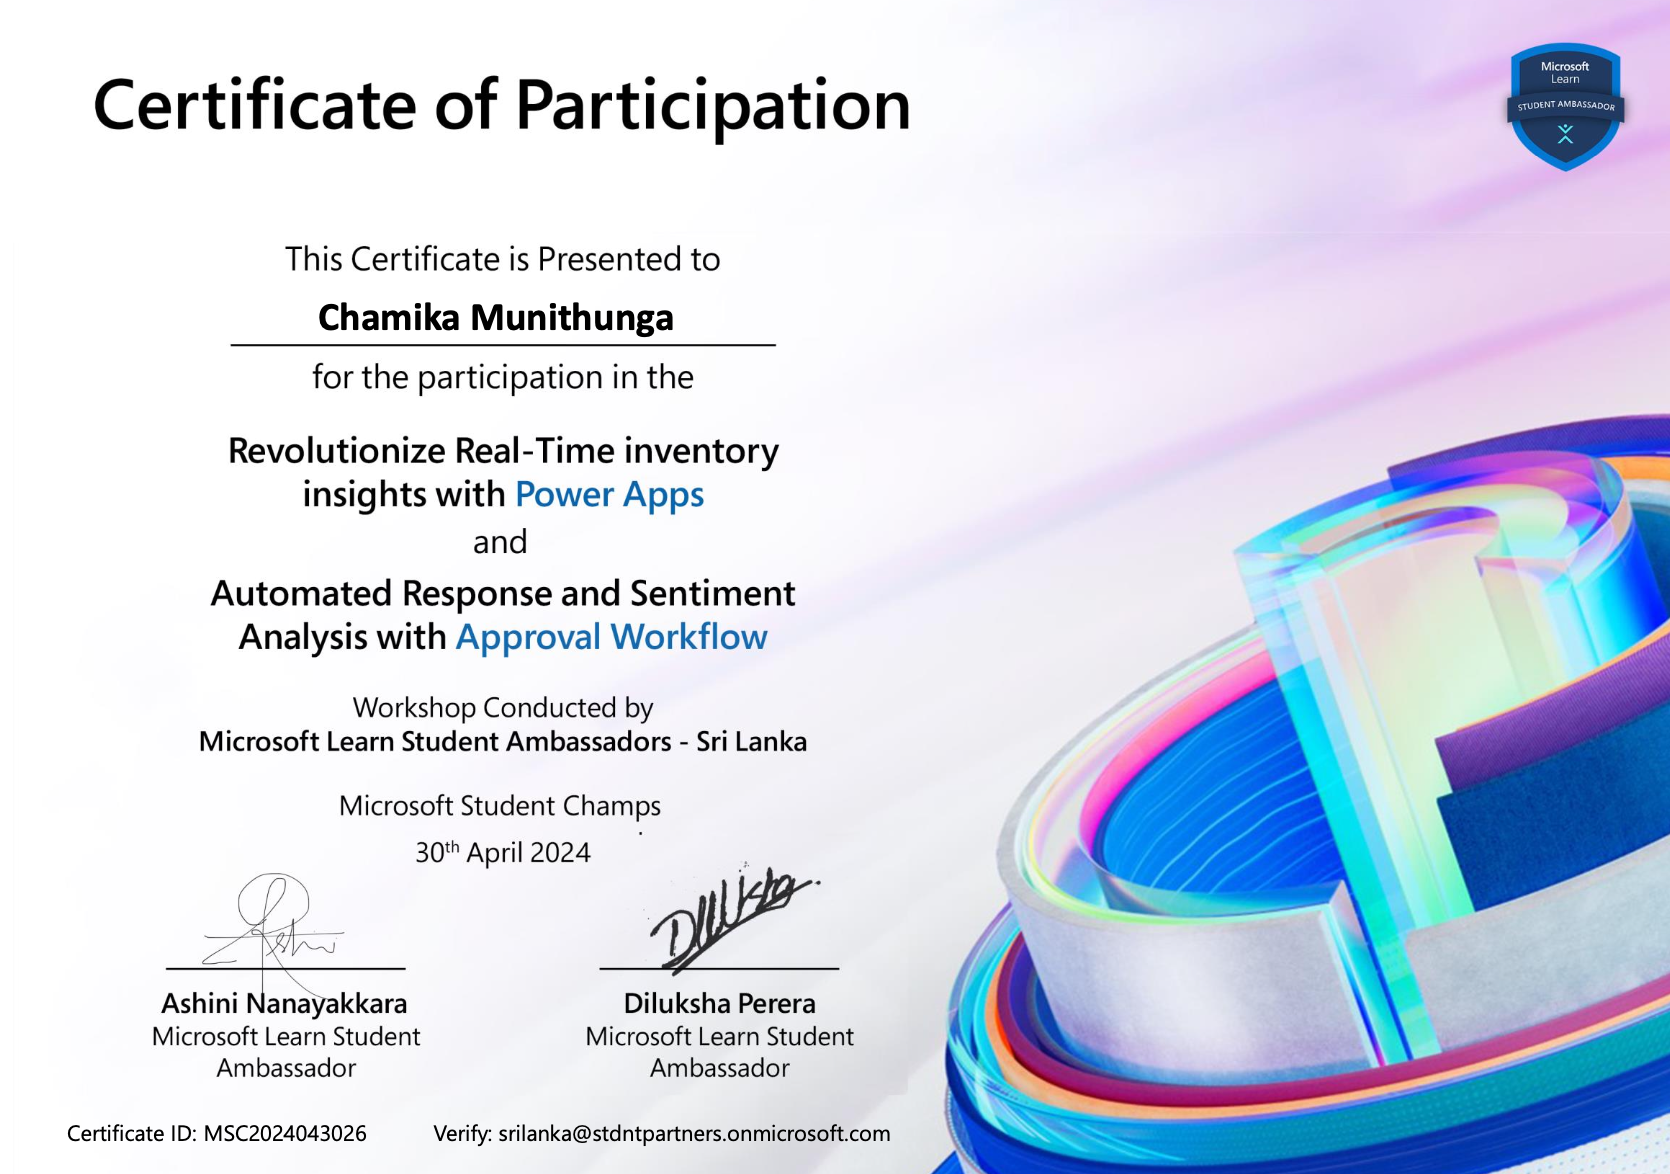 Certificate of Participation
Microsoft
Learn
STUDENT AMBASSADOR
This Certificate is Presented to
Chamika Munithunga
for the participation in the
Revolutionize Real-Time inventory
insights with Power Apps
and
Automated Response and Sentiment
Analysis with Approval Workflow
Workshop Conducted by
Microsoft Learn Student Ambassadors - Sri Lanka
Microsoft Student Champs
30th April 2024
Ashini
Diluksha
Ashini Nanayakkara
Microsoft Learn Student
Ambassador
Diluksha Perera
Microsoft Learn Student
Ambassador
Certificate ID: MSC2024043026
Verify: srilanka@stdntpartners.onmicrosoft.com